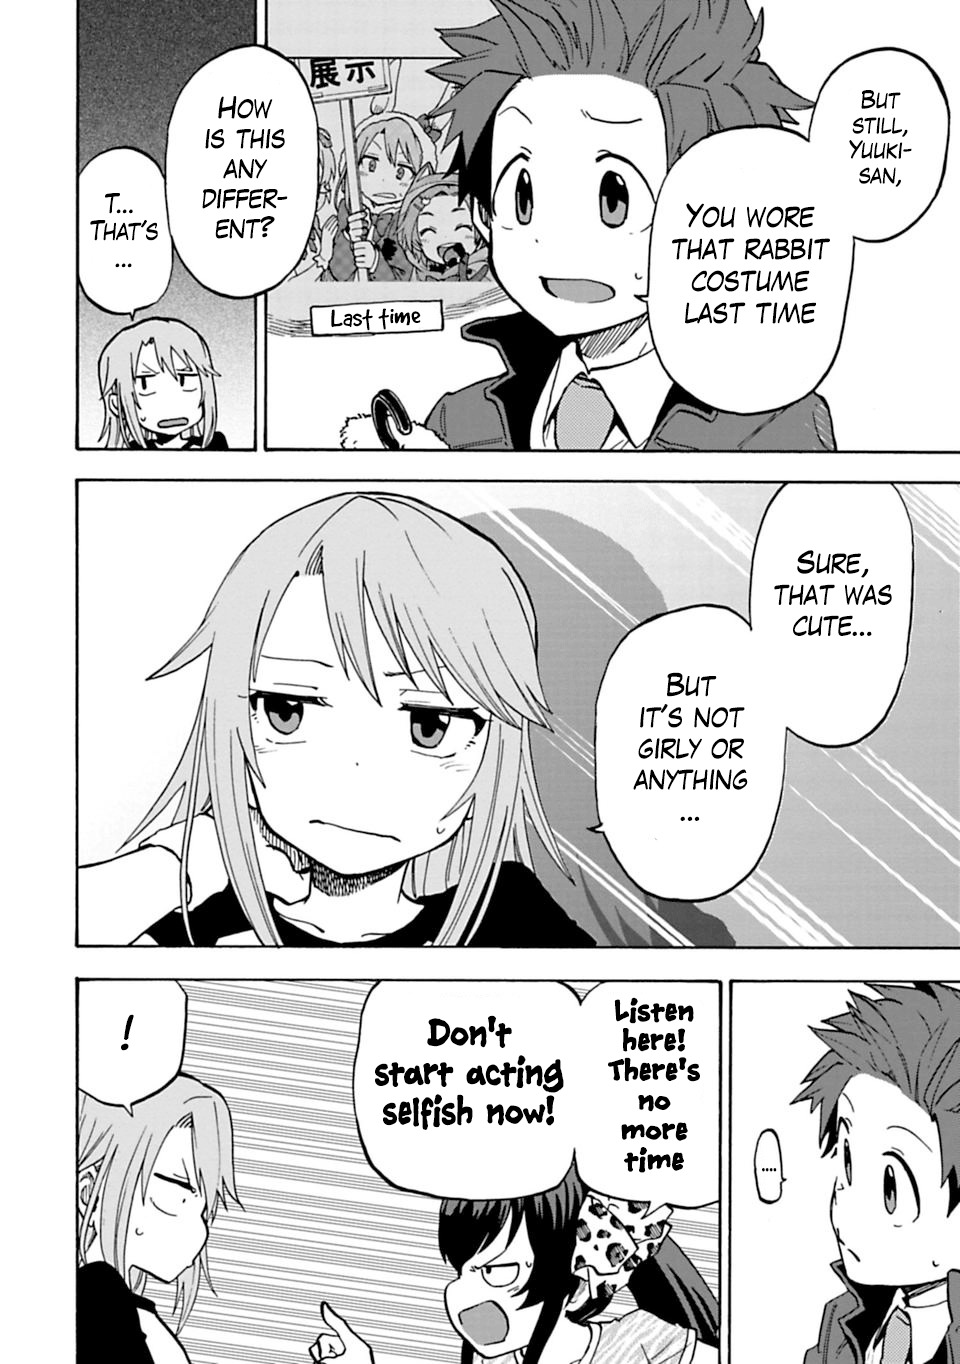 BUT
STILL,
YUUKI-
SAN,
YOU WORE
THAT RABBIT
COSTUME
LAST TIME
展示
Last time
HOW
IS THIS
ANY
DIFFER-
ENT?
T...
THAT'S
...
SURE,
THAT WAS
CUTE...
BUT
IT'S NOT
GIRLY OR
ANYTHING
...
.....
Listen
here!
There's
no
more
time
Don't
start acting
selfish now!
!